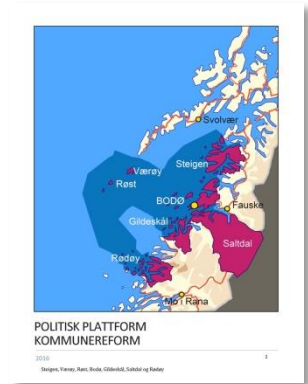 Svolvær
Steigen
Værøy
Røst
BODØ
Fauske
Gildeskål
Saltdal
Rødøy
Mo i Rana
POLITISK PLATTFORM
KOMMUNEREFORM
2016
1
Steigen, Værøy, Røst, Bodø, Gildeskål, Saltdal og Rødøy